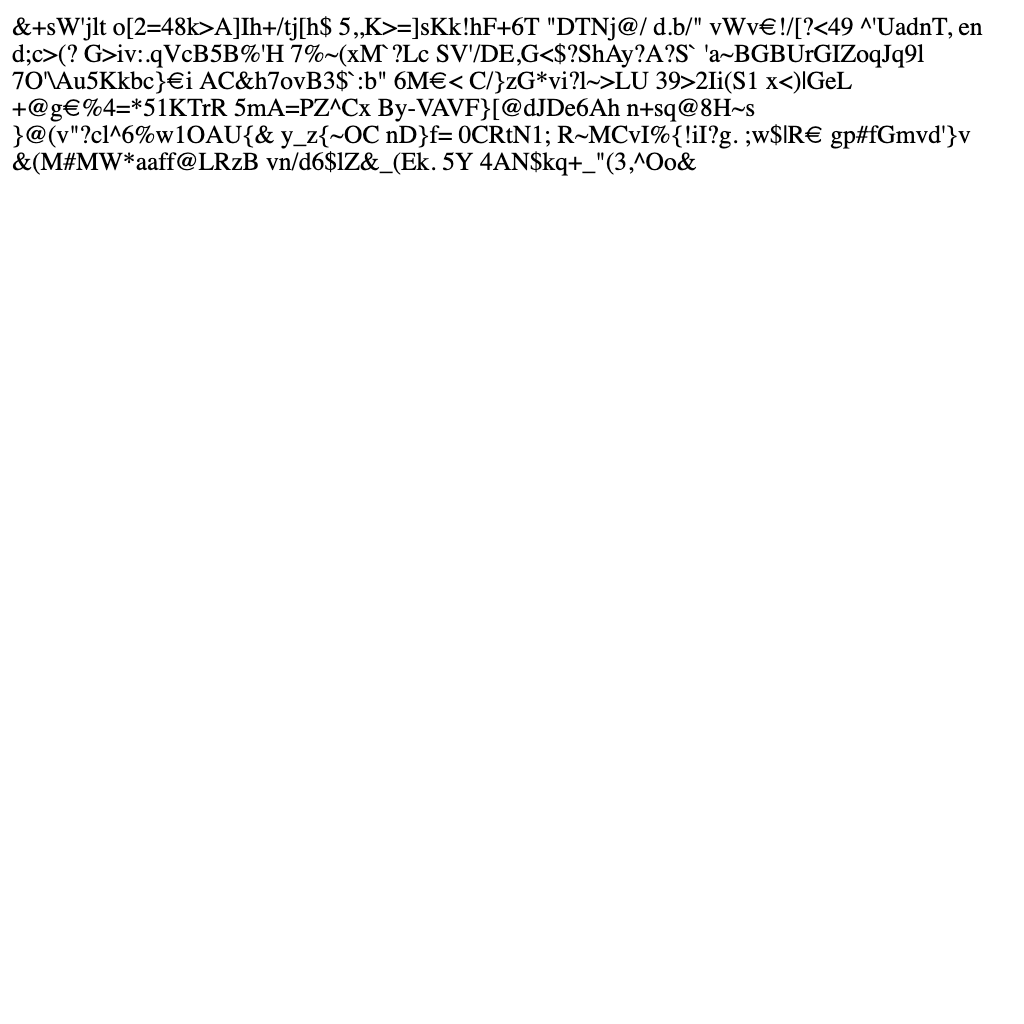 &+sW'jlt o[2=48k>A]Ih+/tj[h$ 5,,K>=]sKk!hF+6T "DTNj@/ d.b/" vWv€!/[?<49 ^'UadnT, en
d;c>(? G>iv:.qVcB5B%'H 7%~(xM`?Lc SV'/DE,G<$?ShAy?A?S` 'a~BGBUrGIZoqJq9l
7O'\Au5Kkbc}€i AC&h7ovB3$`:b" 6M€< C/}zG*vi?l~>LU 39>2Ii(S1 x<)|GeL
+@g€%4=*51KTrR 5mA=PZ^Cx By-VAVF}[@dJDe6Ah n+sq@8H~s
}@(v"?cl^6%w1OAU{& y_z{~OC nD}f= 0CRtN1; R~MCvI%{!iI?g. ;w$lR€ gp#fGmvd'}v
&(M#MW*aaff@LRzB vn/d6$lZ&_(Ek. 5Y 4AN$kq+_"(3,^Oo&